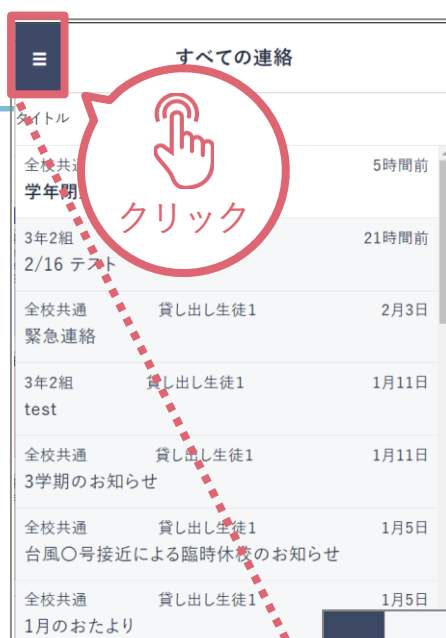 すべての連絡
タイトル
全校共通 5時間前
学年閉
クリック
3年2組 21時間前
2/16 テスト
全校共通 貸し出し生徒1 2月3日
緊急連絡
3年2組 貸し出し生徒1 1月11日
test
全校共通 貸し出し生徒1 1月11日
3学期のお知らせ
全校共通 貸し出し生徒1 1月5日
台風〇号接近による臨時休校のお知らせ
全校共通 貸し出し生徒1 1月5日
1月のおたより